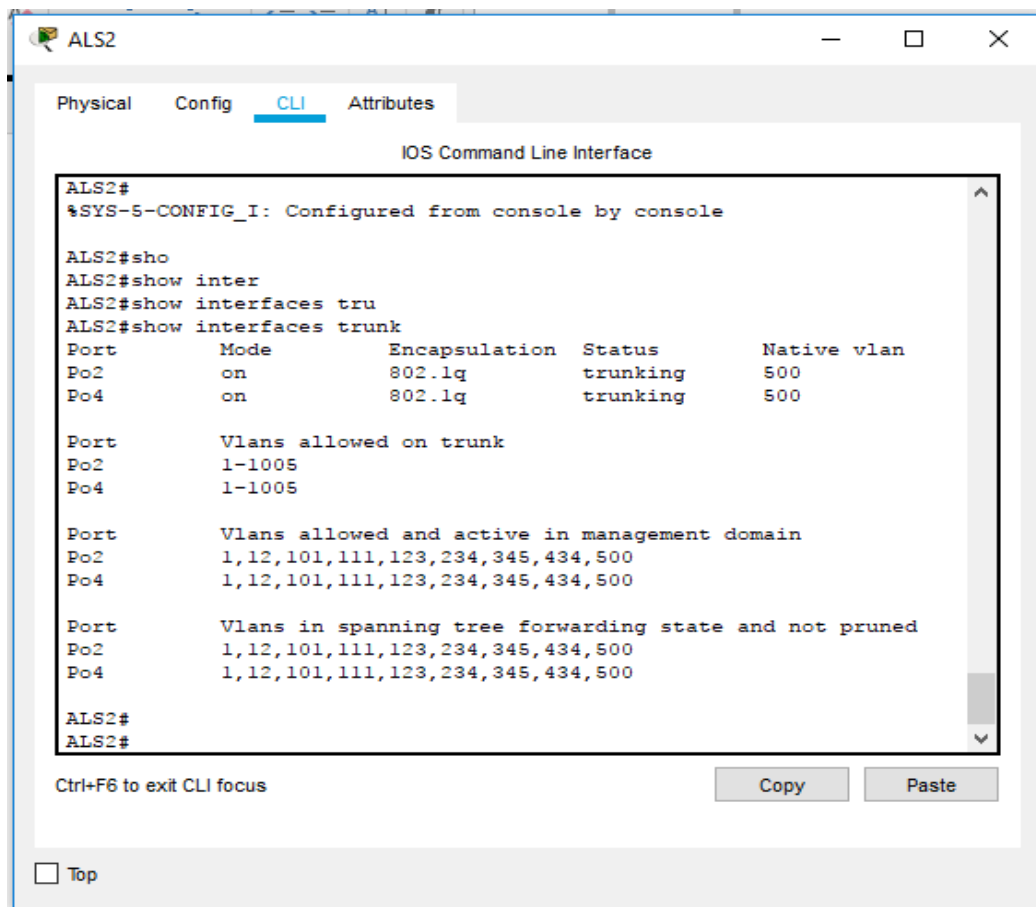 ALS2
Physical Config CLI Attributes
IOS Command Line Interface
ALS2#
%SYS-5-CONFIG_I: Configured from console by console
ALS2#sho
ALS2#show inter
ALS2#show interfaces tru
ALS2#show interfaces trunk
Port Mode Encapsulation Status Native vlan
Po2 on 802.1q trunking 500
Po4 on 802.1q trunking 500
Port Vlans allowed on trunk
Po2 1-1005
Po4 1-1005
Port Vlans allowed and active in management domain
Po2 1,12,101,111,123,234,345,434,500
Po4 1,12,101,111,123,234,345,434,500
Port Vlans in spanning tree forwarding state and not pruned
Po2 1,12,101,111,123,234,345,434,500
Po4 1,12,101,111,123,234,345,434,500
ALS2#
ALS2#
Ctrl+F6 to exit CLI focus Copy Paste
Top